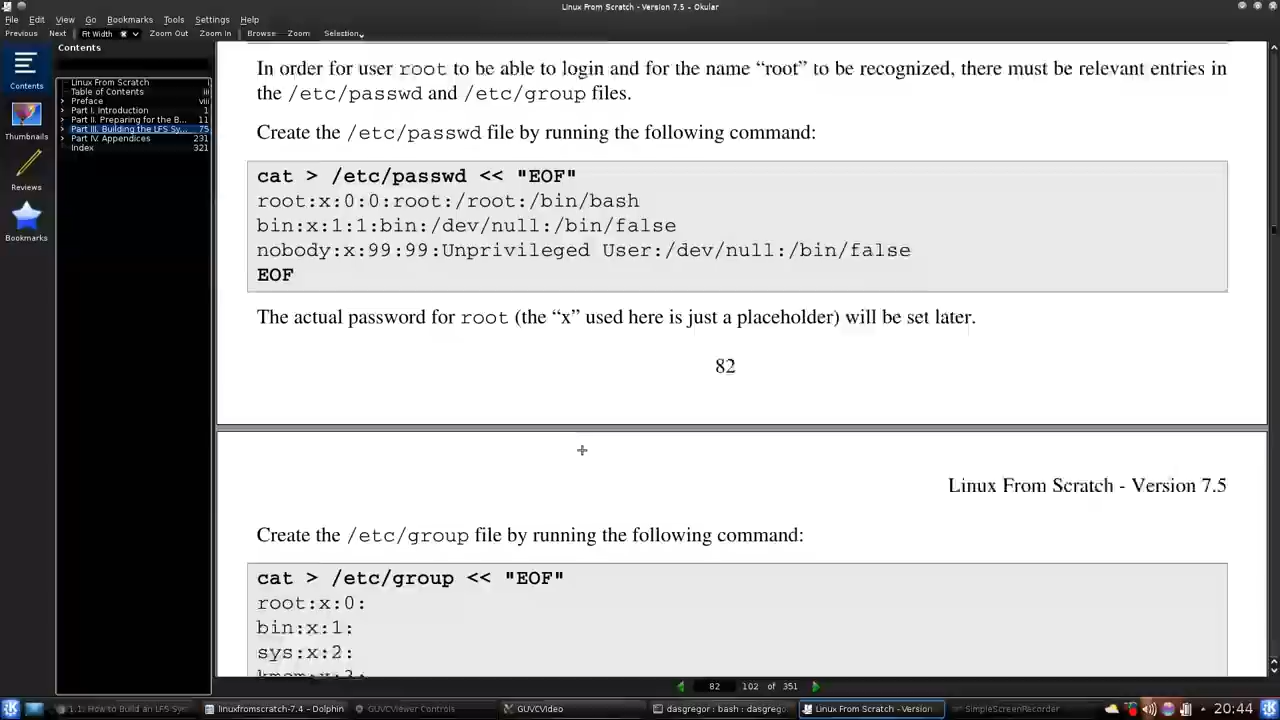 Linux From Scratch - Version 7.5 - Okular
File Edit View Go Bookmarks Tools Settings Help
Previous Next Fit Width Zoom Out Zoom In Browse Zoom Selection
Contents
Contents
Thumbnails
Reviews
Bookmarks
Linux From Scratch i
Table of Contents iii
Preface viii
Part I. Introduction 1
Part II. Preparing for the B... 11
Part III. Building the LFS Sy... 75
Part IV. Appendices 231
Index 321
In order for user root to be able to login and for the name “root” to be recognized, there must be relevant entries in
the /etc/passwd and /etc/group files.
Create the /etc/passwd file by running the following command:
cat > /etc/passwd << "EOF"
root:x:0:0:root:/root:/bin/bash
bin:x:1:1:bin:/dev/null:/bin/false
nobody:x:99:99:Unprivileged User:/dev/null:/bin/false
EOF
The actual password for root (the “x” used here is just a placeholder) will be set later.
82
Linux From Scratch - Version 7.5
Create the /etc/group file by running the following command:
cat > /etc/group << "EOF"
root:x:0:
bin:x:1:
sys:x:2:
kmem:x:3:
82 102 of 351
1.1. How to Build an LFS Sy... linuxfromscratch-7.4 - Dolphin GUVCViewer Controls GUVCVideo dasgregor : bash : dasgreg... Linux From Scratch - Version SimpleScreenRecorder 20:44